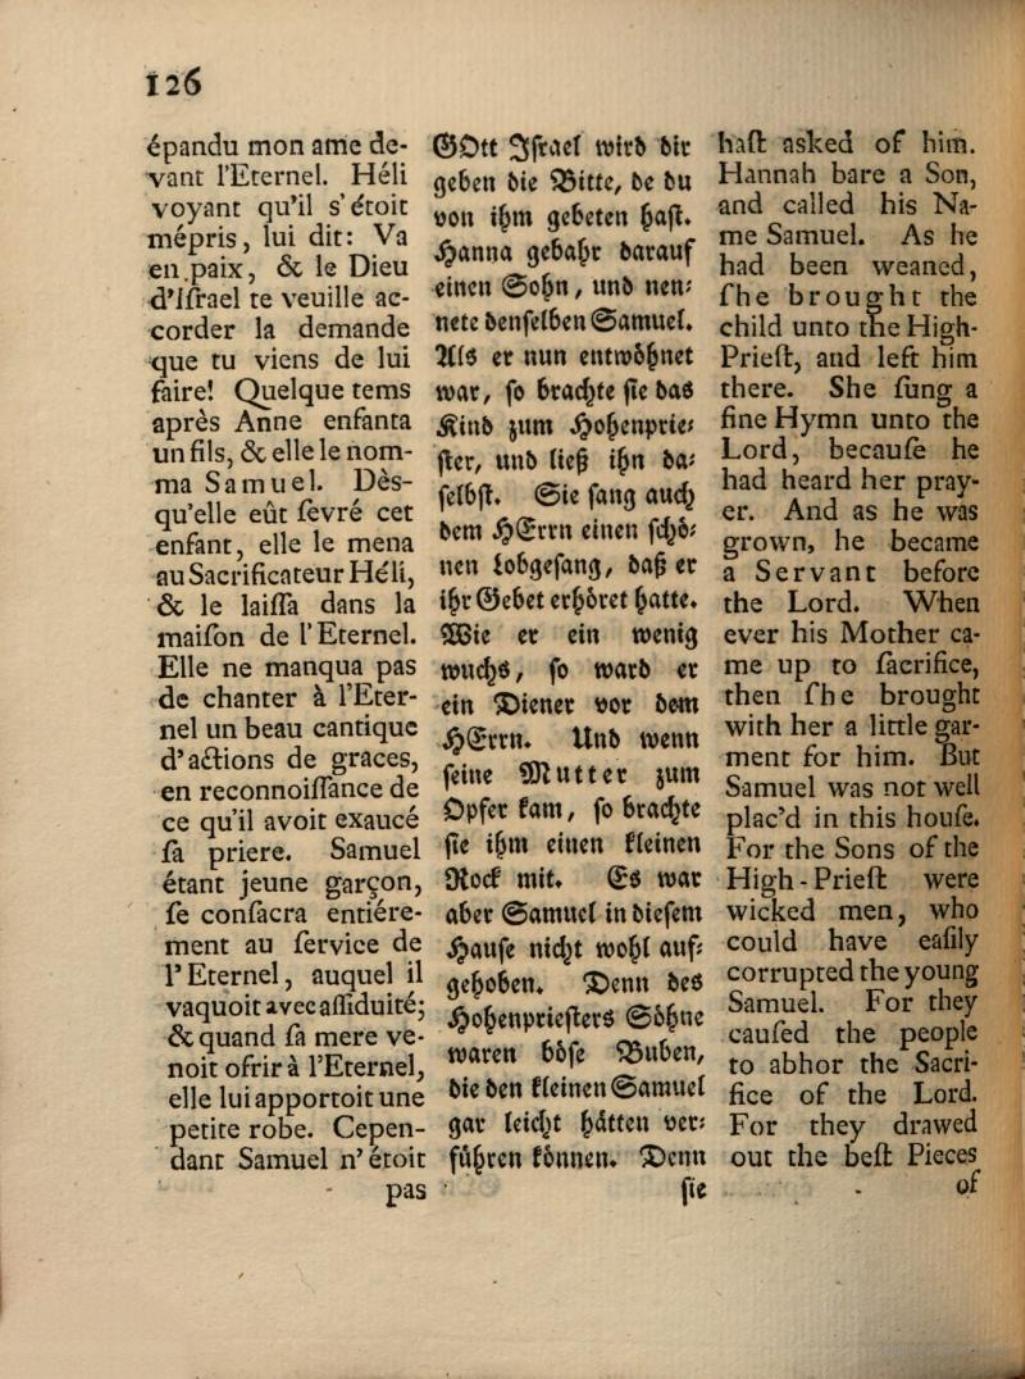 126
épandu mon ame de-
vant l'Eternel. Héli
voyant qu'il s'étoit
mépris, lui dit: Va
en paix, & le Dieu
d'Iſrael te veuille ac-
corder la demande
que tu viens de lui
faire! Quelque tems
après Anne enfanta
un fils, & elle le nom-
ma Samuel. Dès-
qu'elle eût ſevré cet
enfant, elle le mena
au Sacrificateur Héli,
& le laiſſa dans la
maiſon de l'Eternel.
Elle ne manqua pas
de chanter à l'Eter-
nel un beau cantique
d'actions de graces,
en reconnoiſſance de
ce qu'il avoit exaucé
ſa priere. Samuel
étant jeune garçon,
ſe conſacra entiére-
ment au ſervice de
l'Eternel, auquel il
vaquoit avec aſſiduité;
& quand ſa mere ve-
noit ofrir à l'Eternel,
elle lui apportoit une
petite robe. Cepen-
dant Samuel n'étoit
pas
GOtt Iſrael wird dir
geben die Bitte, de du
von ihm gebeten haſt.
Hanna gebahr darauf
einen Sohn, und nen-
nete denſelben Samuel.
Als er nun entwöhnet
war, ſo brachte ſie das
Kind zum Hohenprie-
ſter, und ließ ihn da-
ſelbſt. Sie ſang auch
dem HErrn einen ſchö-
nen Lobgeſang, daß er
ihr Gebet erhöret hatte.
Wie er ein wenig
wuchs, ſo ward er
ein Diener vor dem
HErrn. Und wenn
ſeine Mutter zum
Opfer kam, ſo brachte
ſie ihm einen kleinen
Rock mit. Es war
aber Samuel in dieſem
Hauſe nicht wohl auf-
gehoben. Denn des
Hohenprieſters Söhne
waren böſe Buben,
die den kleinen Samuel
gar leicht hätten ver-
führen können. Denn
ſie
haſt asked of him.
Hannah bare a Son,
and called his Na-
me Samuel. As he
had been weaned,
ſhe brought the
child unto the High-
Prieſt, and left him
there. She ſung a
fine Hymn unto the
Lord, becauſe he
had heard her pray-
er. And as he was
grown, he became
a Servant before
the Lord. When
ever his Mother ca-
me up to ſacrifice,
then ſhe brought
with her a little gar-
ment for him. But
Samuel was not well
plac'd in this houſe.
For the Sons of the
High-Prieſt were
wicked men, who
could have eaſily
corrupted the young
Samuel. For they
cauſed the people
to abhor the Sacri-
fice of the Lord.
For they drawed
out the beſt Pieces
of